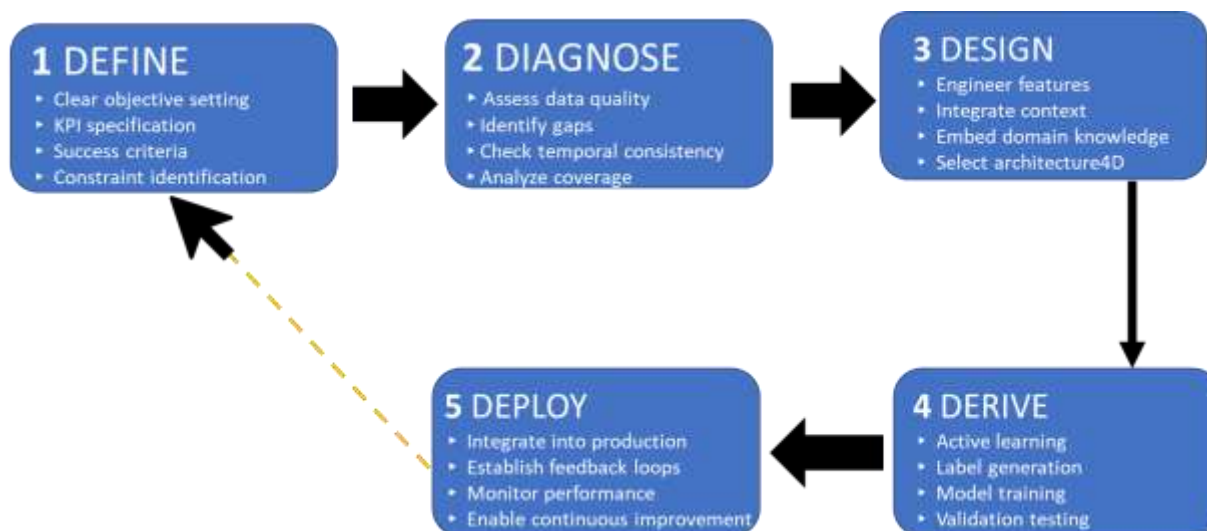 1 DEFINE
‣ Clear objective setting
‣ KPI specification
‣ Success criteria
‣ Constraint identification
2 DIAGNOSE
‣ Assess data quality
‣ Identify gaps
‣ Check temporal consistency
‣ Analyze coverage
3 DESIGN
‣ Engineer features
‣ Integrate context
‣ Embed domain knowledge
‣ Select architecture4D
4 DERIVE
‣ Active learning
‣ Label generation
‣ Model training
‣ Validation testing
5 DEPLOY
‣ Integrate into production
‣ Establish feedback loops
‣ Monitor performance
‣ Enable continuous improvement